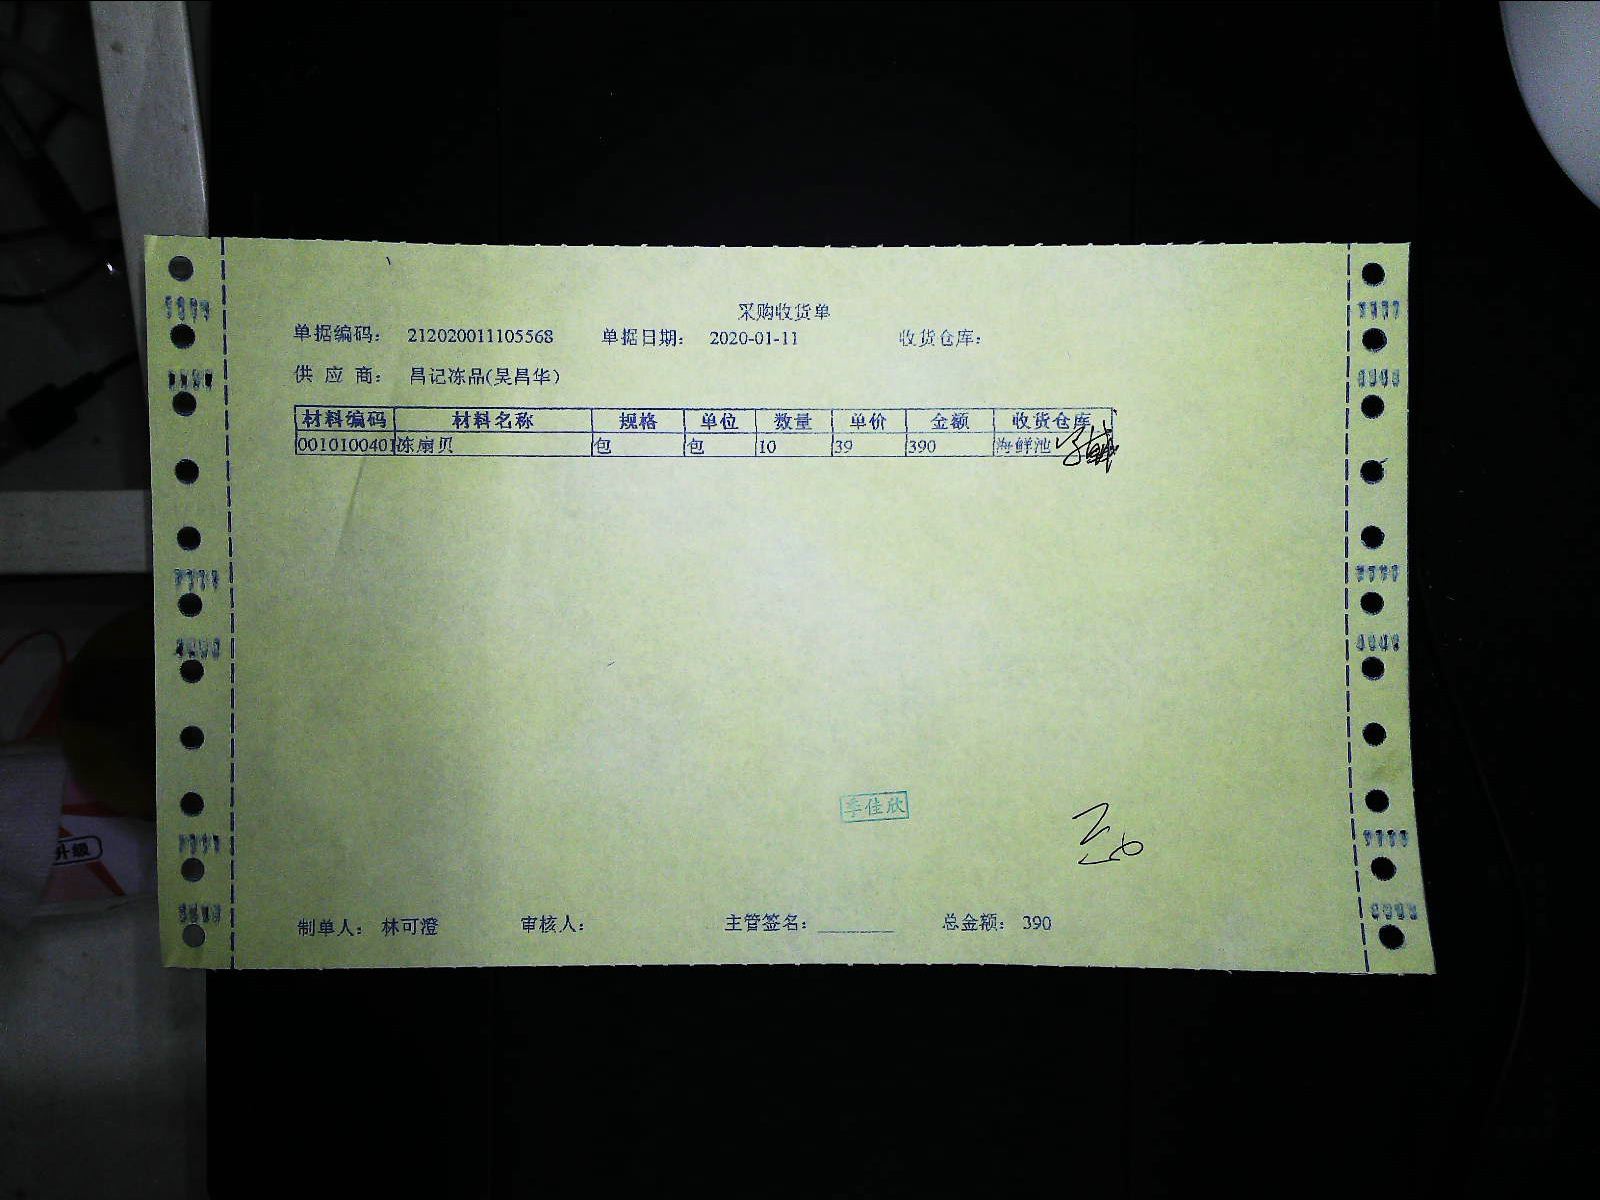 采购收货单
单据编码： 212020011105568 单据日期： 2020-01-11 收货仓库：
供 应 商： 昌记冻品(吴昌华)
材料编码 材料名称 规格 单位 数量 单价 金额 收货仓库
0010100401 冻扇贝 包 包 10 39 390 海鲜池
季佳欣
升級
制单人： 林可澄 审核人： 主管签名：________ 总金额： 390